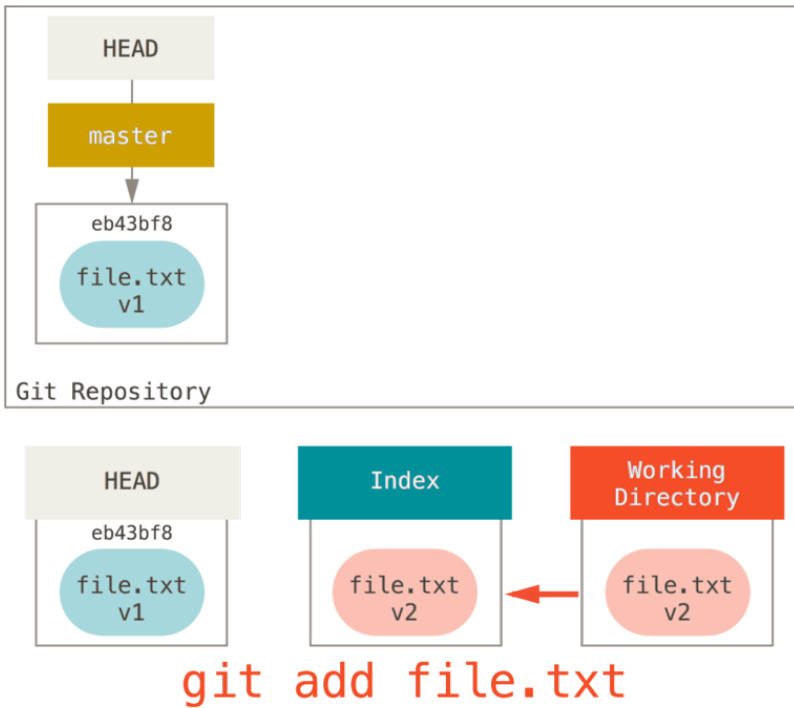 HEAD
master
eb43bf8
file.txt
v1
Git Repository
HEAD
eb43bf8
file.txt
v1
Index
file.txt
v2
Working
Directory
file.txt
v2
git add file.txt